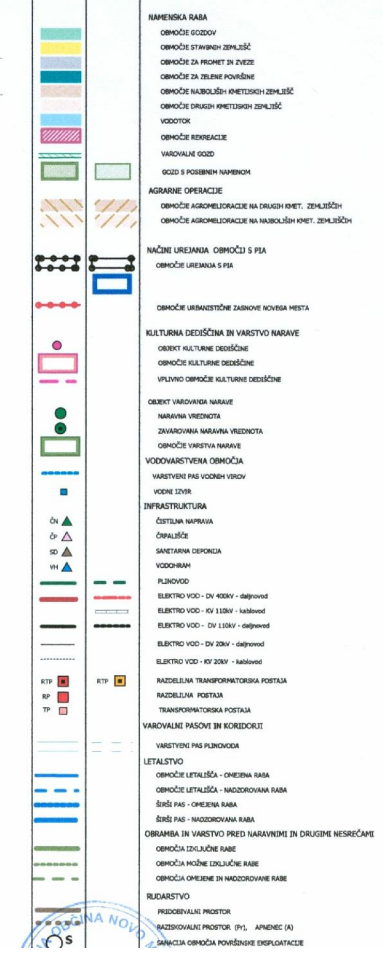 NAMENSKA RABA
OBMOČJE GOZDOV
OBMOČJE STAVBNIH ZEMLJIŠČ
OBMOČJE ZA PROMET IN ZVEZE
OBMOČJE ZA ZELENE POVRŠINE
OBMOČJE NAJBOLJŠIH KMETIJSKIH ZEMLJIŠČ
OBMOČJE DRUGIH KMETIJSKIH ZEMLJIŠČ
VODOTOK
OBMOČJE REKREACIJE
VAROVALNI GOZD
GOZD S POSEBNIM NAMENOM
AGRARNE OPERACIJE
OBMOČJE AGROMELIORACIJE NA DRUGIH KMET. ZEMLJIŠČIH
OBMOČJE AGROMELIORACIJE NA NAJBOLJŠIH KMET. ZEMLJIŠČIH
NAČINI UREJANJA OBMOČIJ S PIA
OBMOČJE UREJANJA S PIA
OBMOČJE URBANISTIČNE ZASNOVE NOVEGA MESTA
KULTURNA DEDIŠČINA IN VARSTVO NARAVE
OBJEKT KULTURNE DEDIŠČINE
OBMOČJE KULTURNE DEDIŠČINE
VPLIVNO OBMOČJE KULTURNE DEDIŠČINE
OBJEKT VAROVANJA NARAVE
NARAVNA VREDNOTA
ZAVAROVANA NARAVNA VREDNOTA
OBMOČJE VARSTVA NARAVE
VODOVARSTVENA OBMOČJA
VARSTVENI PAS VODNIH VIROV
VODNI IZVIR
INFRASTRUKTURA
ČN ČISTILNA NAPRAVA
ČP ČRPALIŠČE
SD SANITARNA DEPONIJA
VH VODOHRAM
PLINOVOD
ELEKTRO VOD - DV 400kV - daljnovod
ELEKTRO VOD - KV 110kV - kablovod
ELEKTRO VOD - DV 110kV - daljnoved
ELEKTRO VOD - DV 20kV - daljnovod
ELEKTRO VOD - KV 20kV - kablovod
RTP RTP RAZDELILNA TRANSFORMATORSKA POSTAJA
RP RAZDELILNA POSTAJA
TP TRANSFORMATORSKA POSTAJA
VAROVALNI PASOVI IN KORIDORJI
VARSTVENI PAS PLINOVODA
LETALSTVO
OBMOČJE LETALIŠČA - OMEJENA RABA
OBMOČJE LETALIŠČA - NADZOROVANA RABA
ŠIRŠI PAS - OMEJENA RABA
ŠIRŠI PAS - NADZOROVANA RABA
OBRAMBA IN VARSTVO PRED NARAVNIMI IN DRUGIMI NESREČAMI
OBMOČJA IZKLJUČNE RABE
OBMOČJA MOŽNE IZKLJUČNE RABE
OBMOČJA OMEJENE IN NADZOROVANE RABE
RUDARSTVO
PRIDOBIVALNI PROSTOR
RAZISKOVALNI PROSTOR (Pr), APNENEC (A)
S SANACIJA OBMOČJA POVRŠINSKE EKSPLOATACIJE
OBČINA NOVO